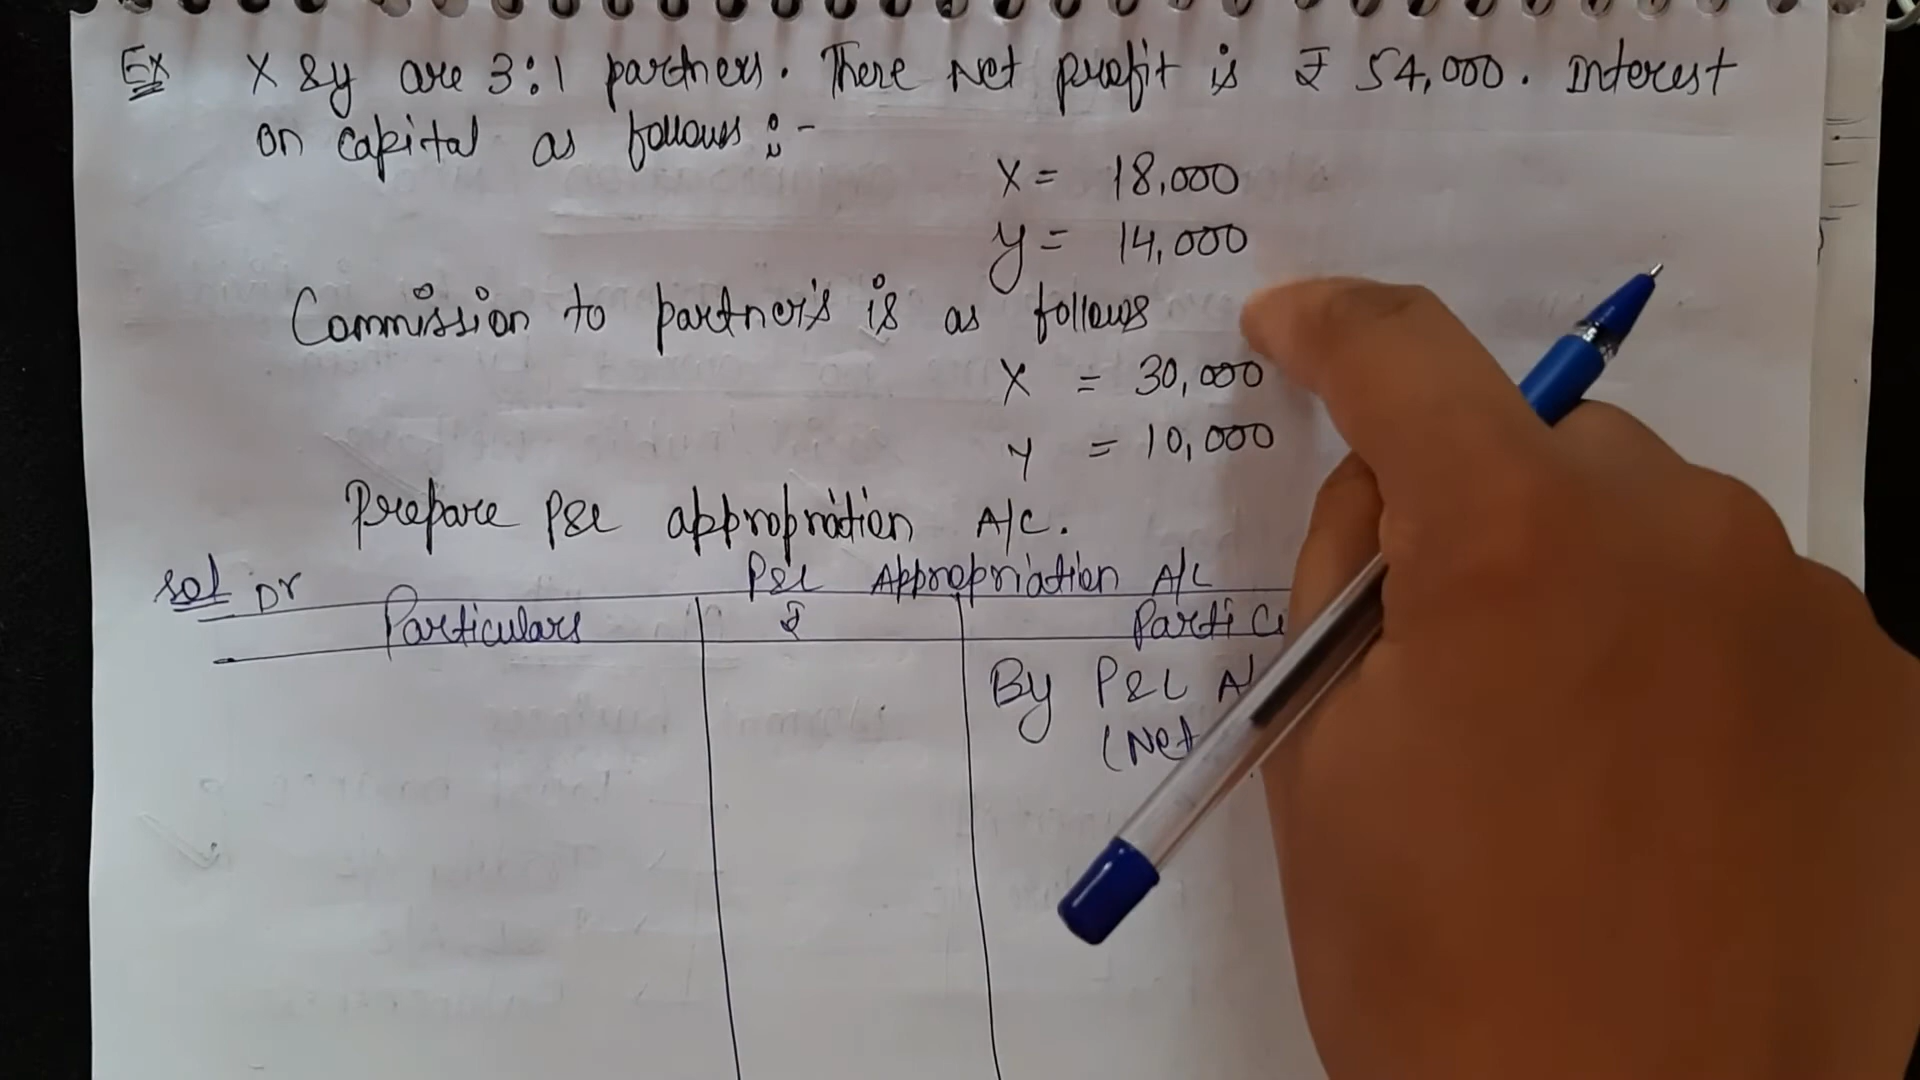 Ex X & y are 3:1 partners. There Net profit is ₹ 54,000. Interest
on capital as follows :-
X = 18,000
y = 14,000
Commission to partner's is as follows
X = 30,000
y = 10,000
Prepare P&L appropriation A/C.
Sol Dr P&L Appropriation A/C
Particulars ₹
By P&L
(Net